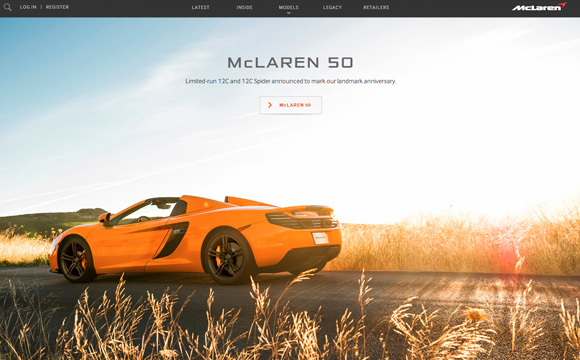 LOG IN | REGISTER
LATEST
INSIDE
MODELS
LEGACY
RETAILERS
McLaren
McLAREN 50
Limited-run 12C and 12C Spider announced to mark our landmark anniversary.
McLAREN 50